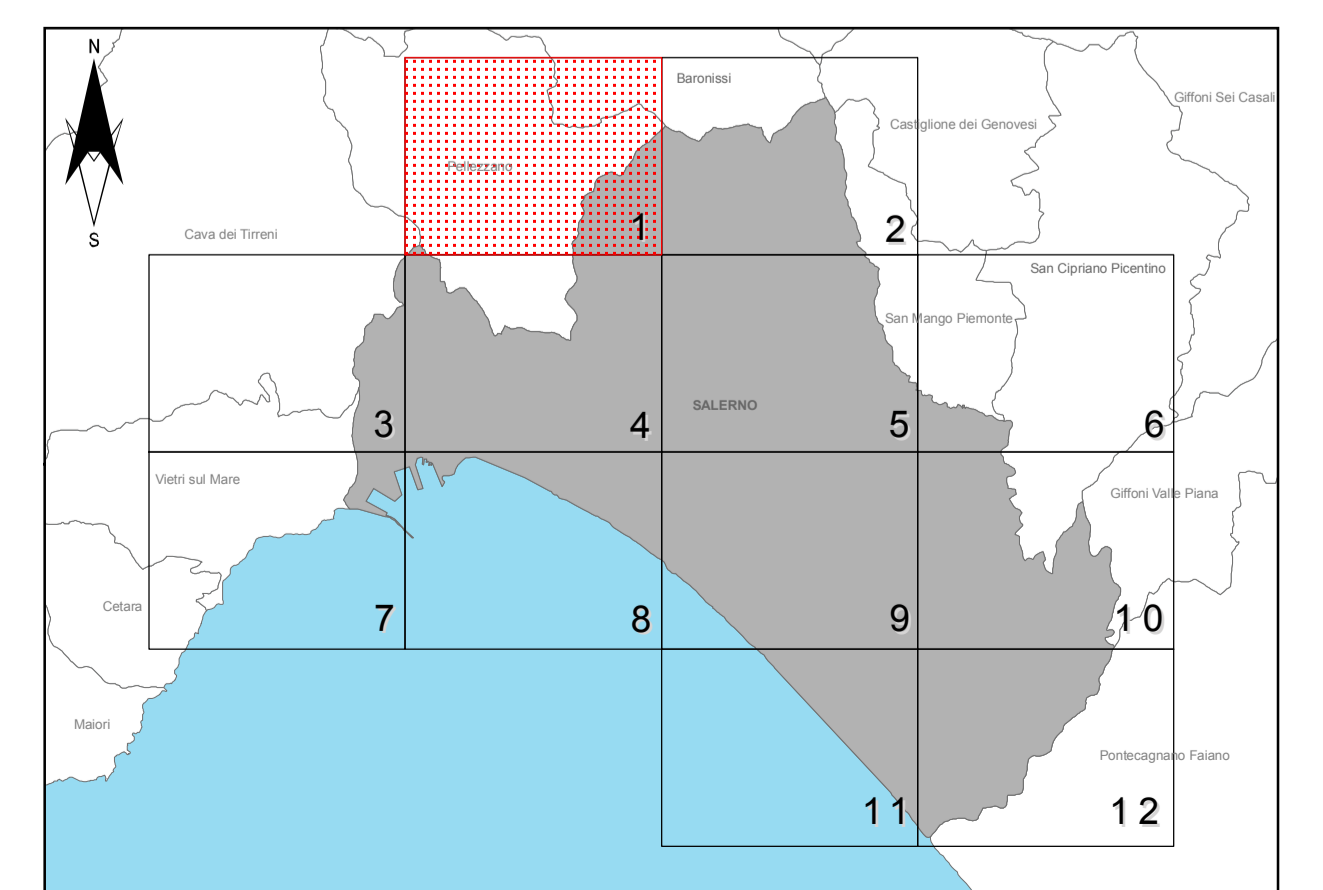 N
Baronissi
Giffoni Sei Casali
Castiglione dei Genovesi
Pellezzano
1
2
S
Cava dei Tirreni
San Cipriano Picentino
San Mango Piemonte
SALERNO
3
4
5
6
Vietri sul Mare
Giffoni Valle Piana
Cetara
7
8
9
10
Maiori
Pontecagnano Faiano
11
12